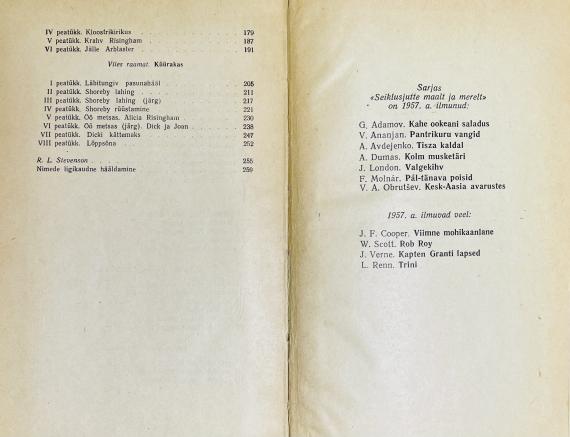 IV peatükk. Kloostrikirikus . . . . . . . . . 179
V peatükk. Krahv Risingham . . . . . . . . 187
VI peatükk. Jälle Arblaster . . . . . . . . . 191
Viies raamat. Küürakas
I peatükk. Läbitungiv pasunahääl . . . . . . 205
II peatükk. Shoreby lahing . . . . . . . . . 211
III peatükk. Shoreby lahing (järg) . . . . . . 217
IV peatükk. Shoreby rüüstamine . . . . . . . 221
V peatükk. Öö metsas. Alicia Risingham . . . . 230
VI peatükk. Öö metsas (järg). Dick ja Joan . . . 238
VII peatükk. Dicki kättemaks . . . . . . . . 247
VIII peatükk. Lõppsõna . . . . . . . . . . 252
R. L. Stevenson . . . . . . . . . . . . 255
Nimede ligikaudne hääldamine . . . . . . . . 259
Sarjas
«Seiklusjutte maalt ja merelt»
on 1957. a. ilmunud:
G. Adamov. Kahe ookeani saladus
V. Ananjan. Pantrikuru vangid
A. Avdejenko. Tisza kaldal
A. Dumas. Kolm musketäri
J. London. Valgekihv
F. Molnár. Pál-tänava poisid
V. A. Obrutšev. Kesk-Aasia avarustes
1957. a. ilmuvad veel:
J. F. Cooper. Viimne mohikaanlane
W. Scott. Rob Roy
J. Verne. Kapten Granti lapsed
L. Renn. Trini